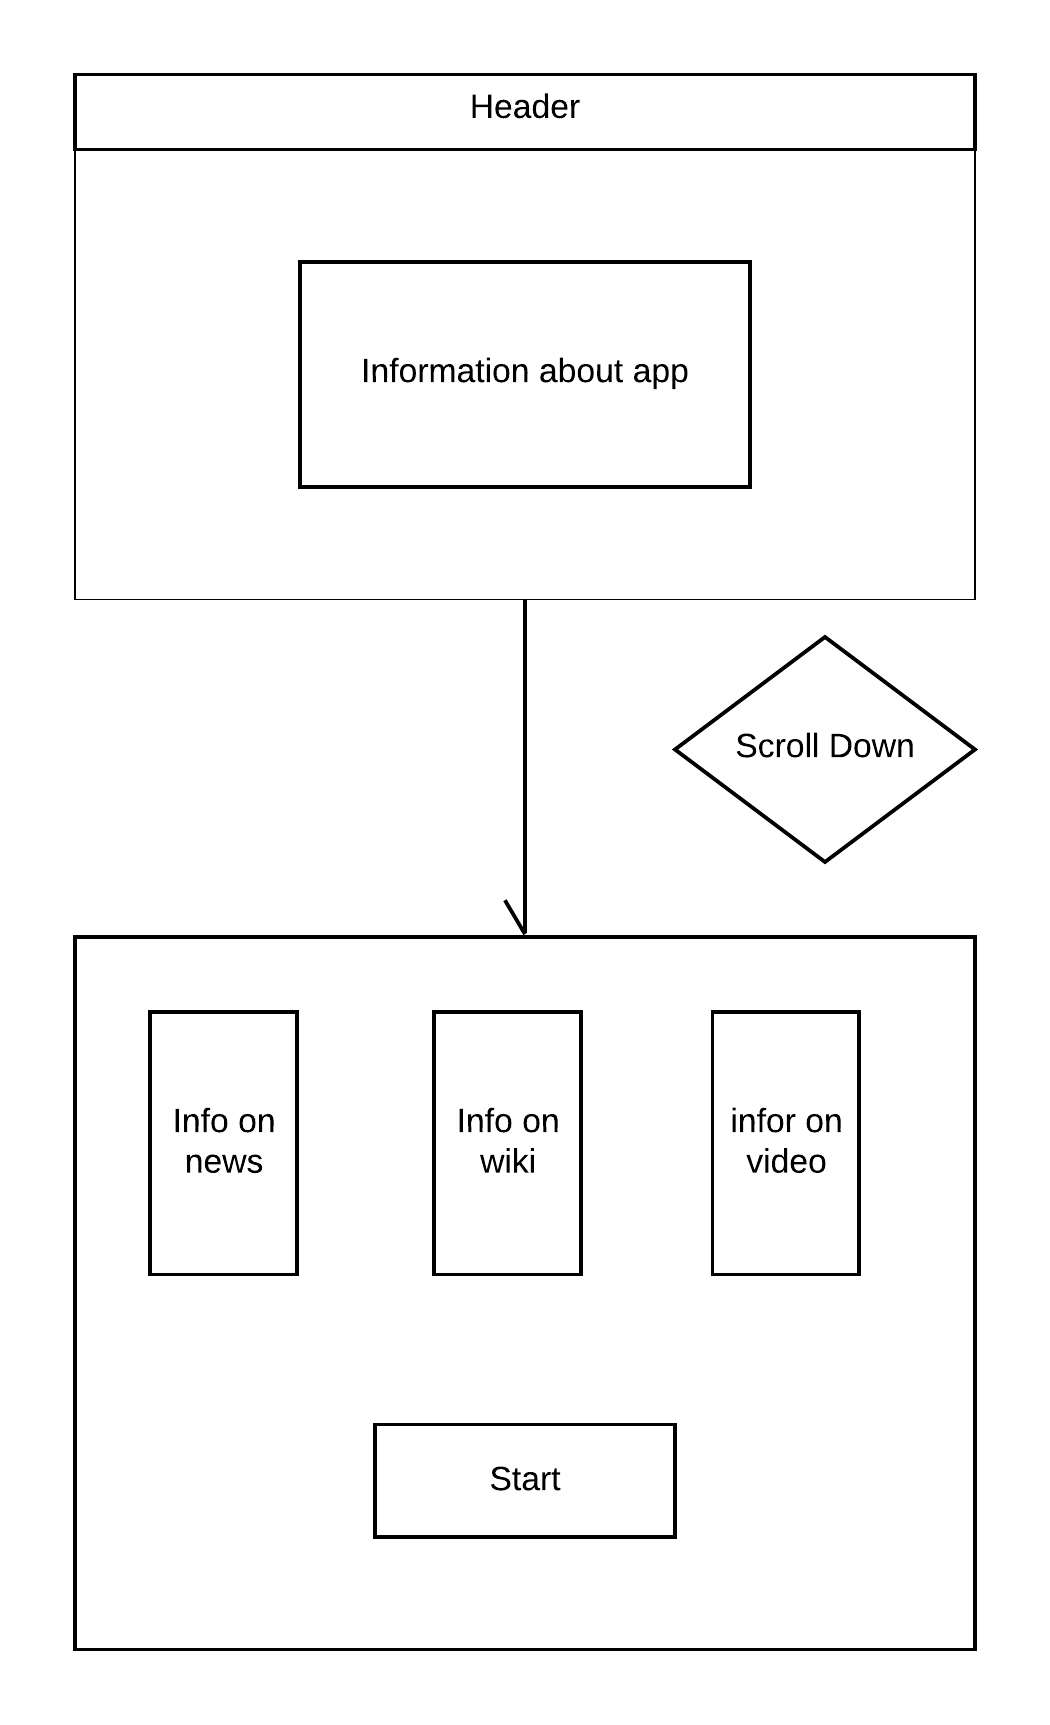 Header
Information about app
Scroll Down
Info on
news
Info on
wiki
infor on
video
Start